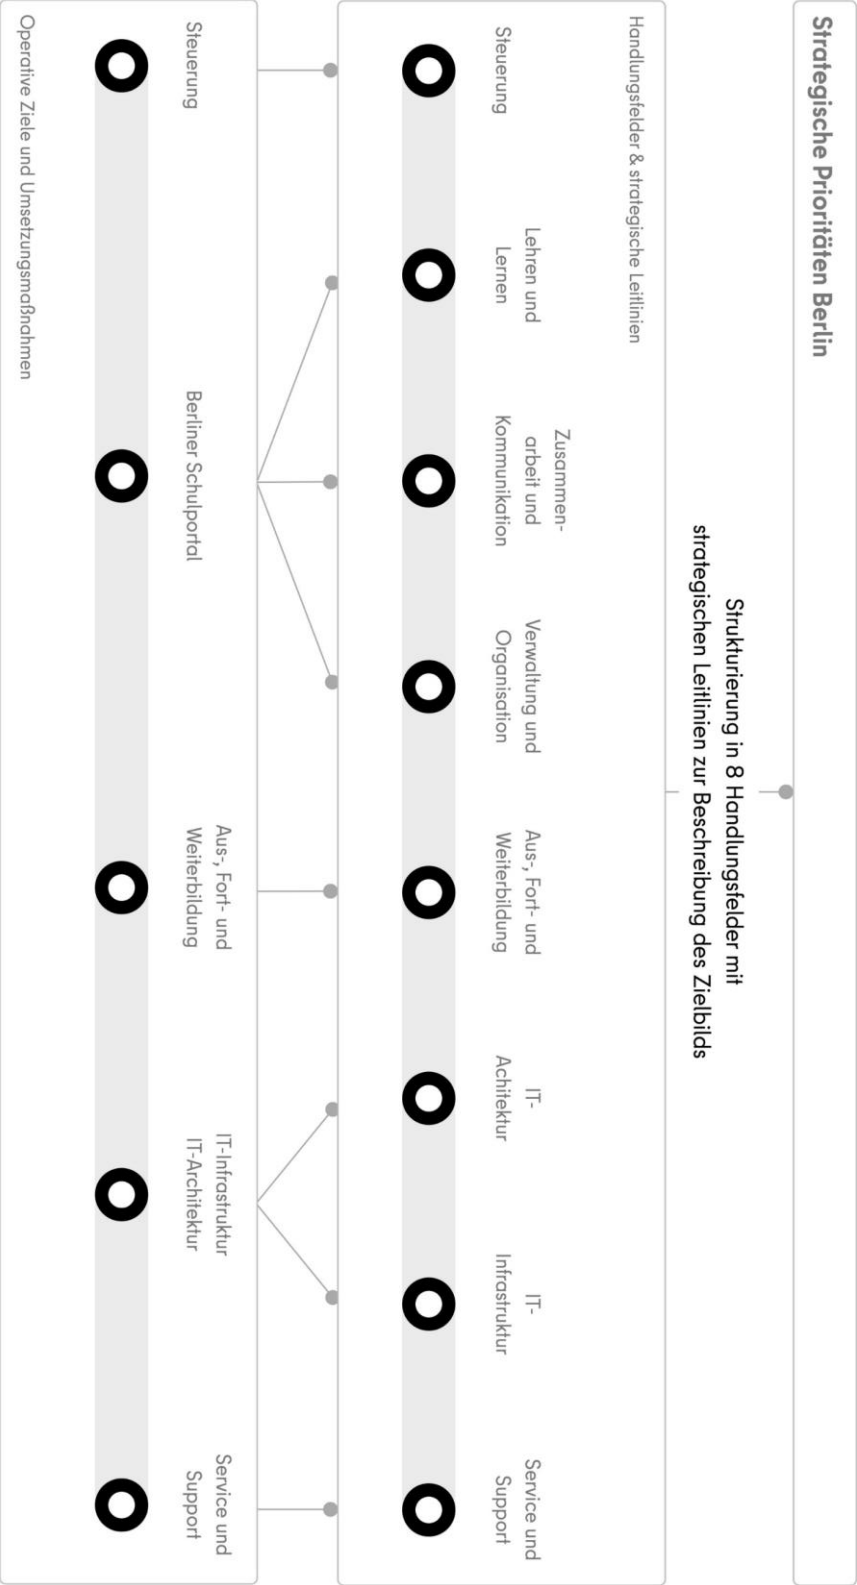 Strategische Prioritäten Berlin
Strukturierung in 8 Handlungsfelder mit
strategischen Leitlinien zur Beschreibung des Zielbilds
Handlungsfelder & strategische Leitlinien
Steuerung
Lehren und
Lernen
Zusammen-
arbeit und
Kommunikation
Verwaltung und
Organisation
Aus-, Fort- und
Weiterbildung
IT-
Achitektur
IT-
Infrastruktur
Service und
Support
Steuerung
Berliner Schulportal
Aus-, Fort- und
Weiterbildung
IT-Infrastruktur
IT-Architektur
Service und
Support
Operative Ziele und Umsetzungsmaßnahmen